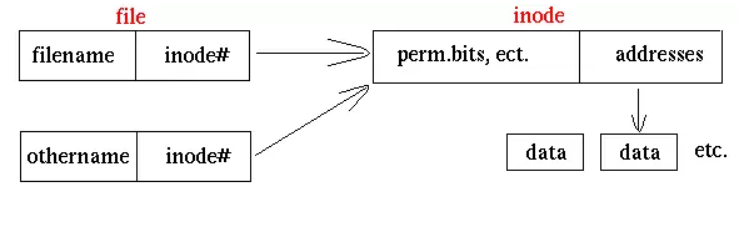 file
inode
filename inode#
perm.bits, ect. addresses
othername inode#
data data etc.